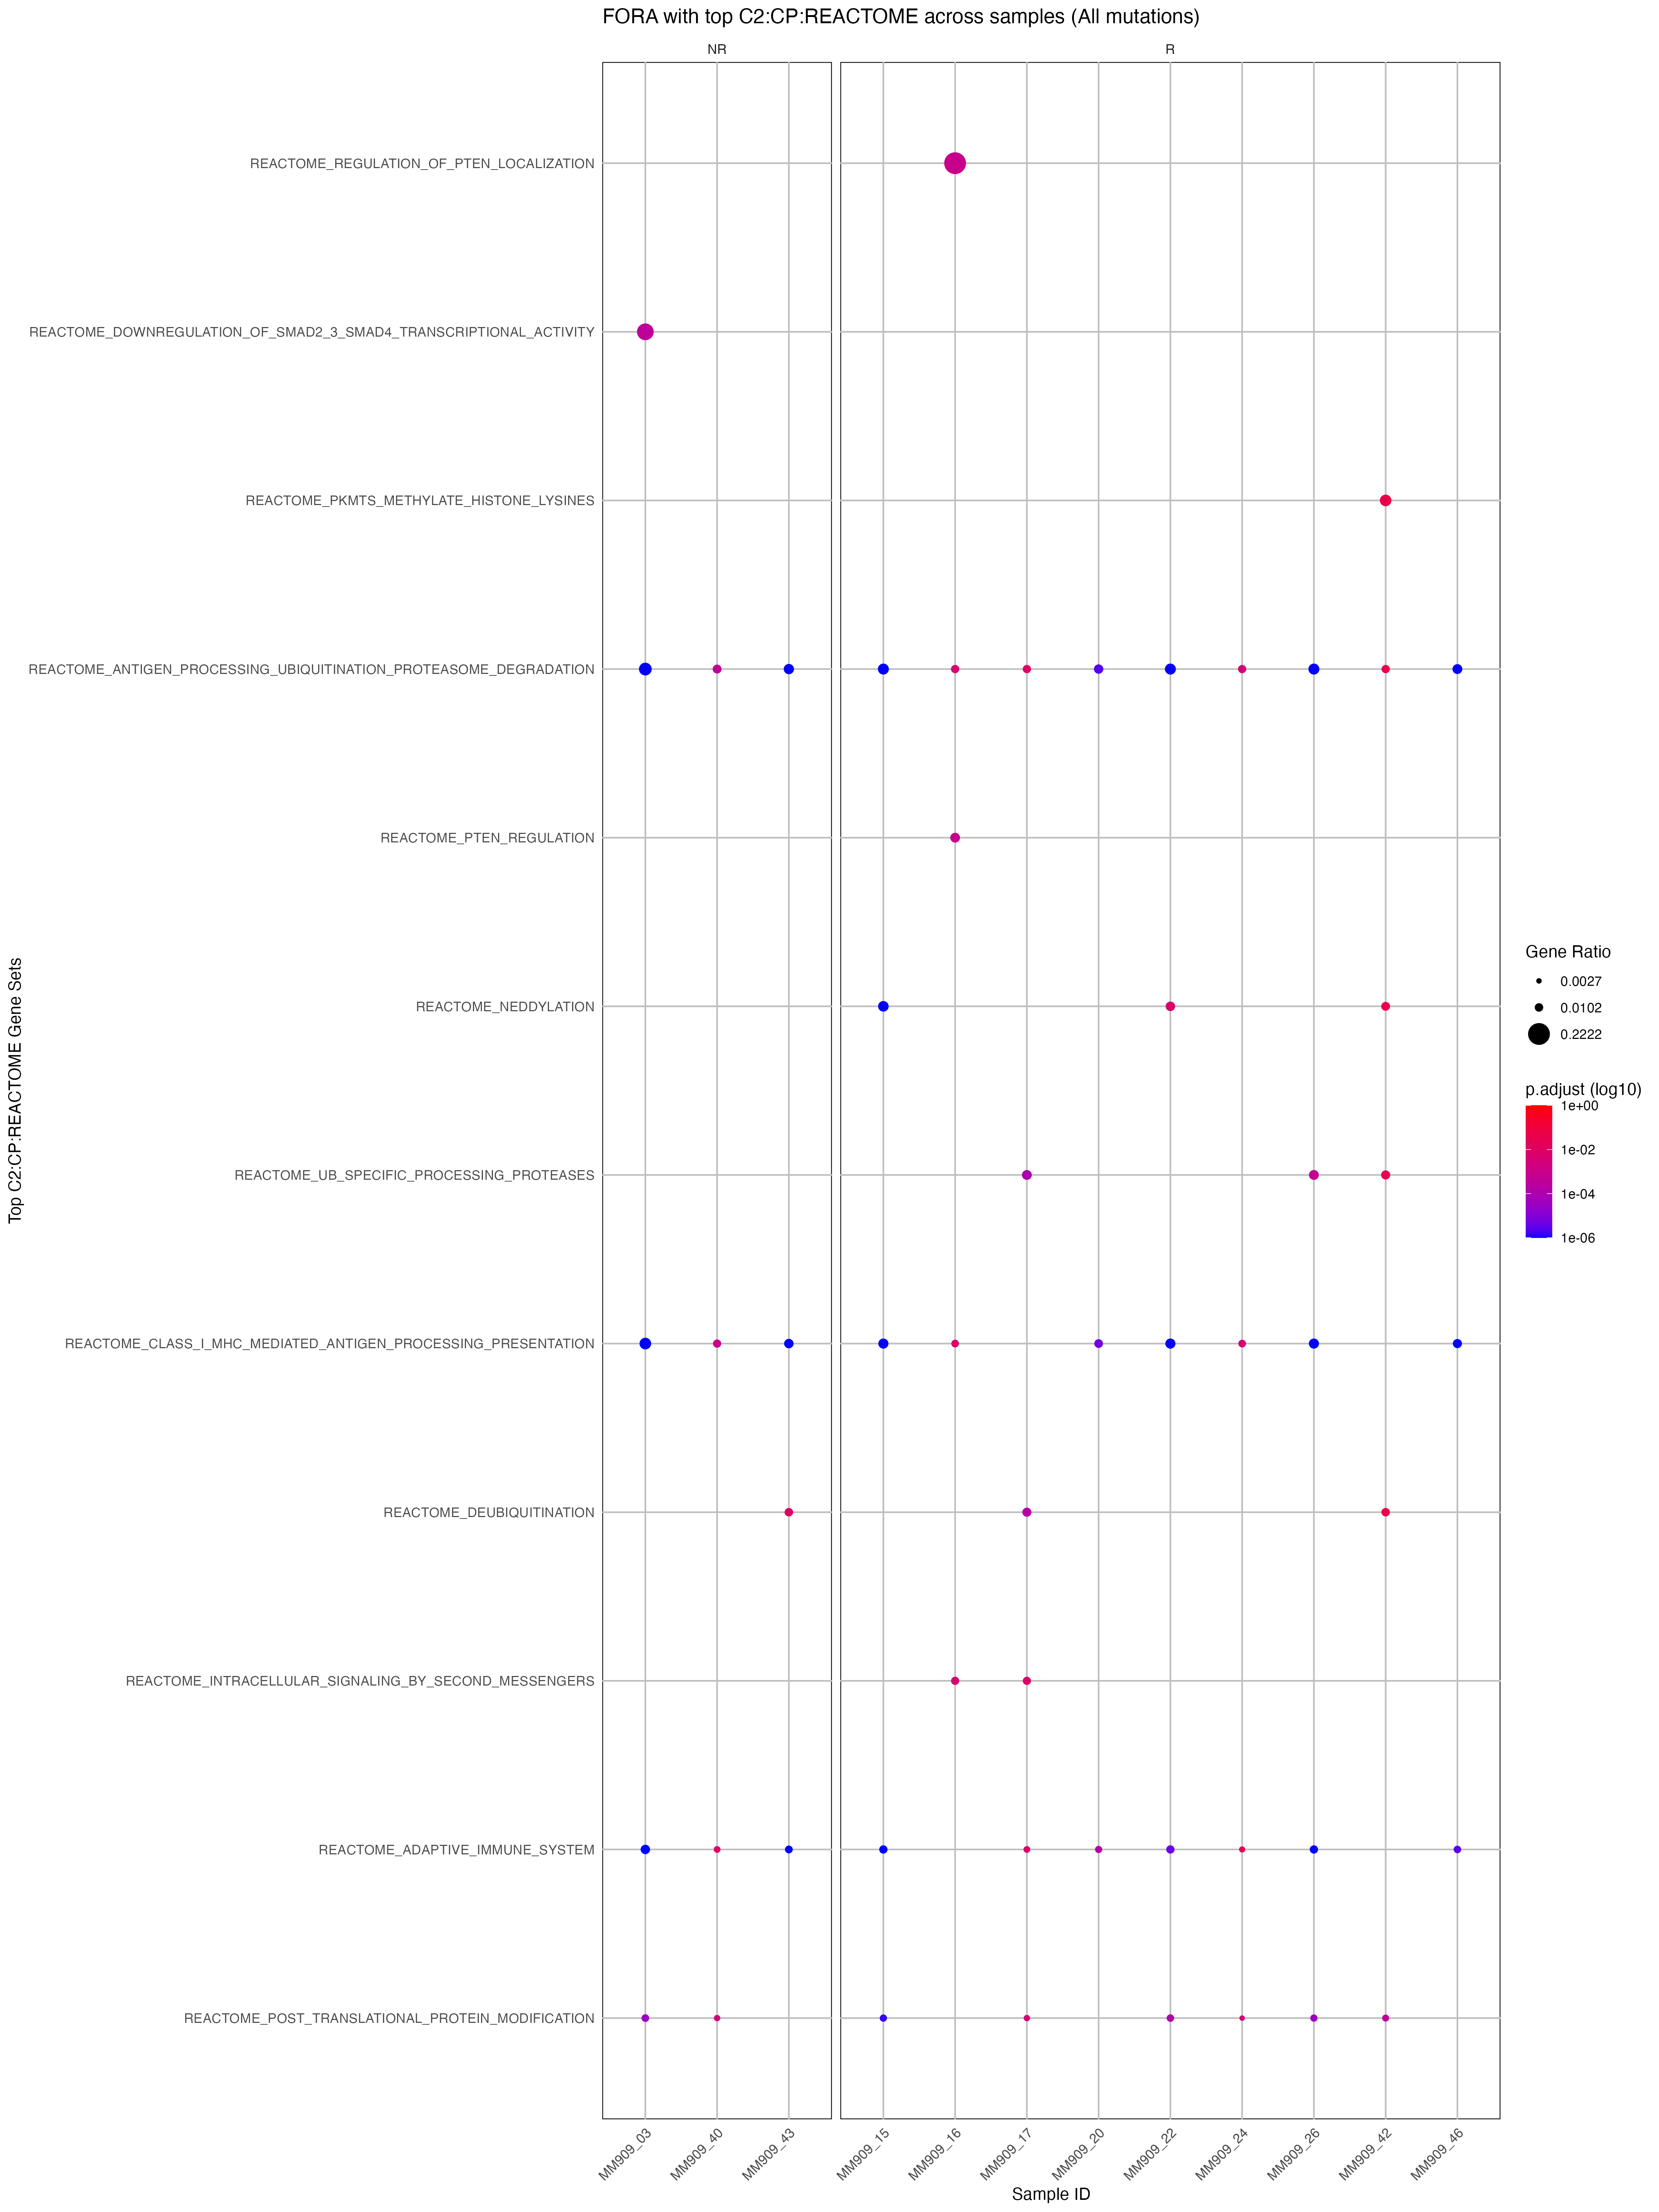 FORA with top C2:CP:REACTOME across samples (All mutations)
NR
R
REACTOME_REGULATION_OF_PTEN_LOCALIZATION
REACTOME_DOWNREGULATION_OF_SMAD2_3_SMAD4_TRANSCRIPTIONAL_ACTIVITY
REACTOME_PKMTS_METHYLATE_HISTONE_LYSINES
REACTOME_ANTIGEN_PROCESSING_UBIQUITINATION_PROTEASOME_DEGRADATION
REACTOME_PTEN_REGULATION
REACTOME_NEDDYLATION
REACTOME_UB_SPECIFIC_PROCESSING_PROTEASES
REACTOME_CLASS_I_MHC_MEDIATED_ANTIGEN_PROCESSING_PRESENTATION
REACTOME_DEUBIQUITINATION
REACTOME_INTRACELLULAR_SIGNALING_BY_SECOND_MESSENGERS
REACTOME_ADAPTIVE_IMMUNE_SYSTEM
REACTOME_POST_TRANSLATIONAL_PROTEIN_MODIFICATION
Top C2:CP:REACTOME Gene Sets
MM909_03
MM909_40
MM909_43
MM909_15
MM909_16
MM909_17
MM909_20
MM909_22
MM909_24
MM909_26
MM909_42
MM909_46
Sample ID
Gene Ratio
0.0027
0.0102
0.2222
p.adjust (log10)
1e+00
1e-02
1e-04
1e-06